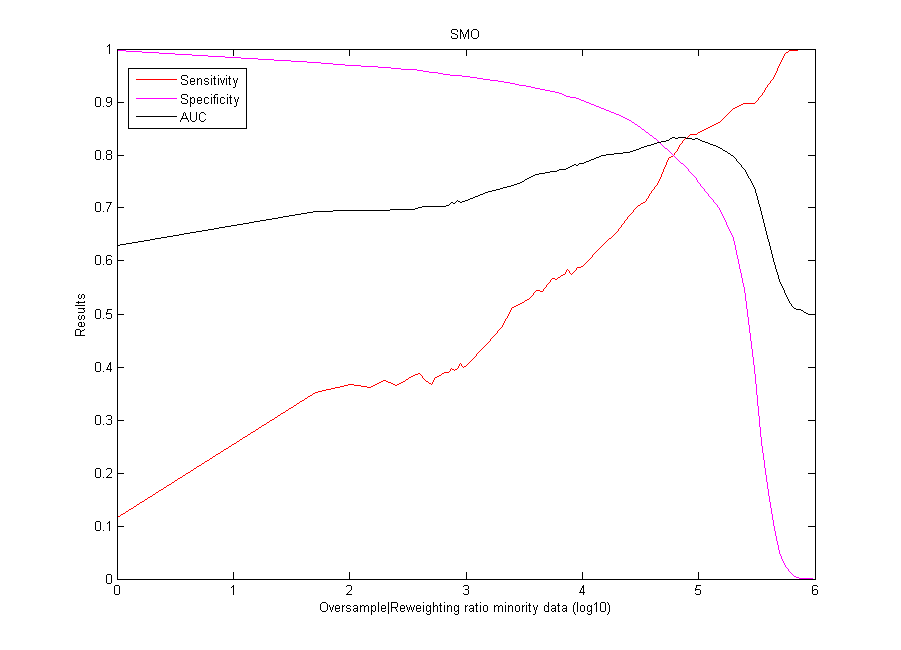 SMO
1
0.9
0.8
0.7
0.6
0.5
0.4
0.3
0.2
0.1
0
Results
Sensitivity
Specificity
AUC
0 1 2 3 4 5 6
Oversample|Reweighting ratio minority data (log10)